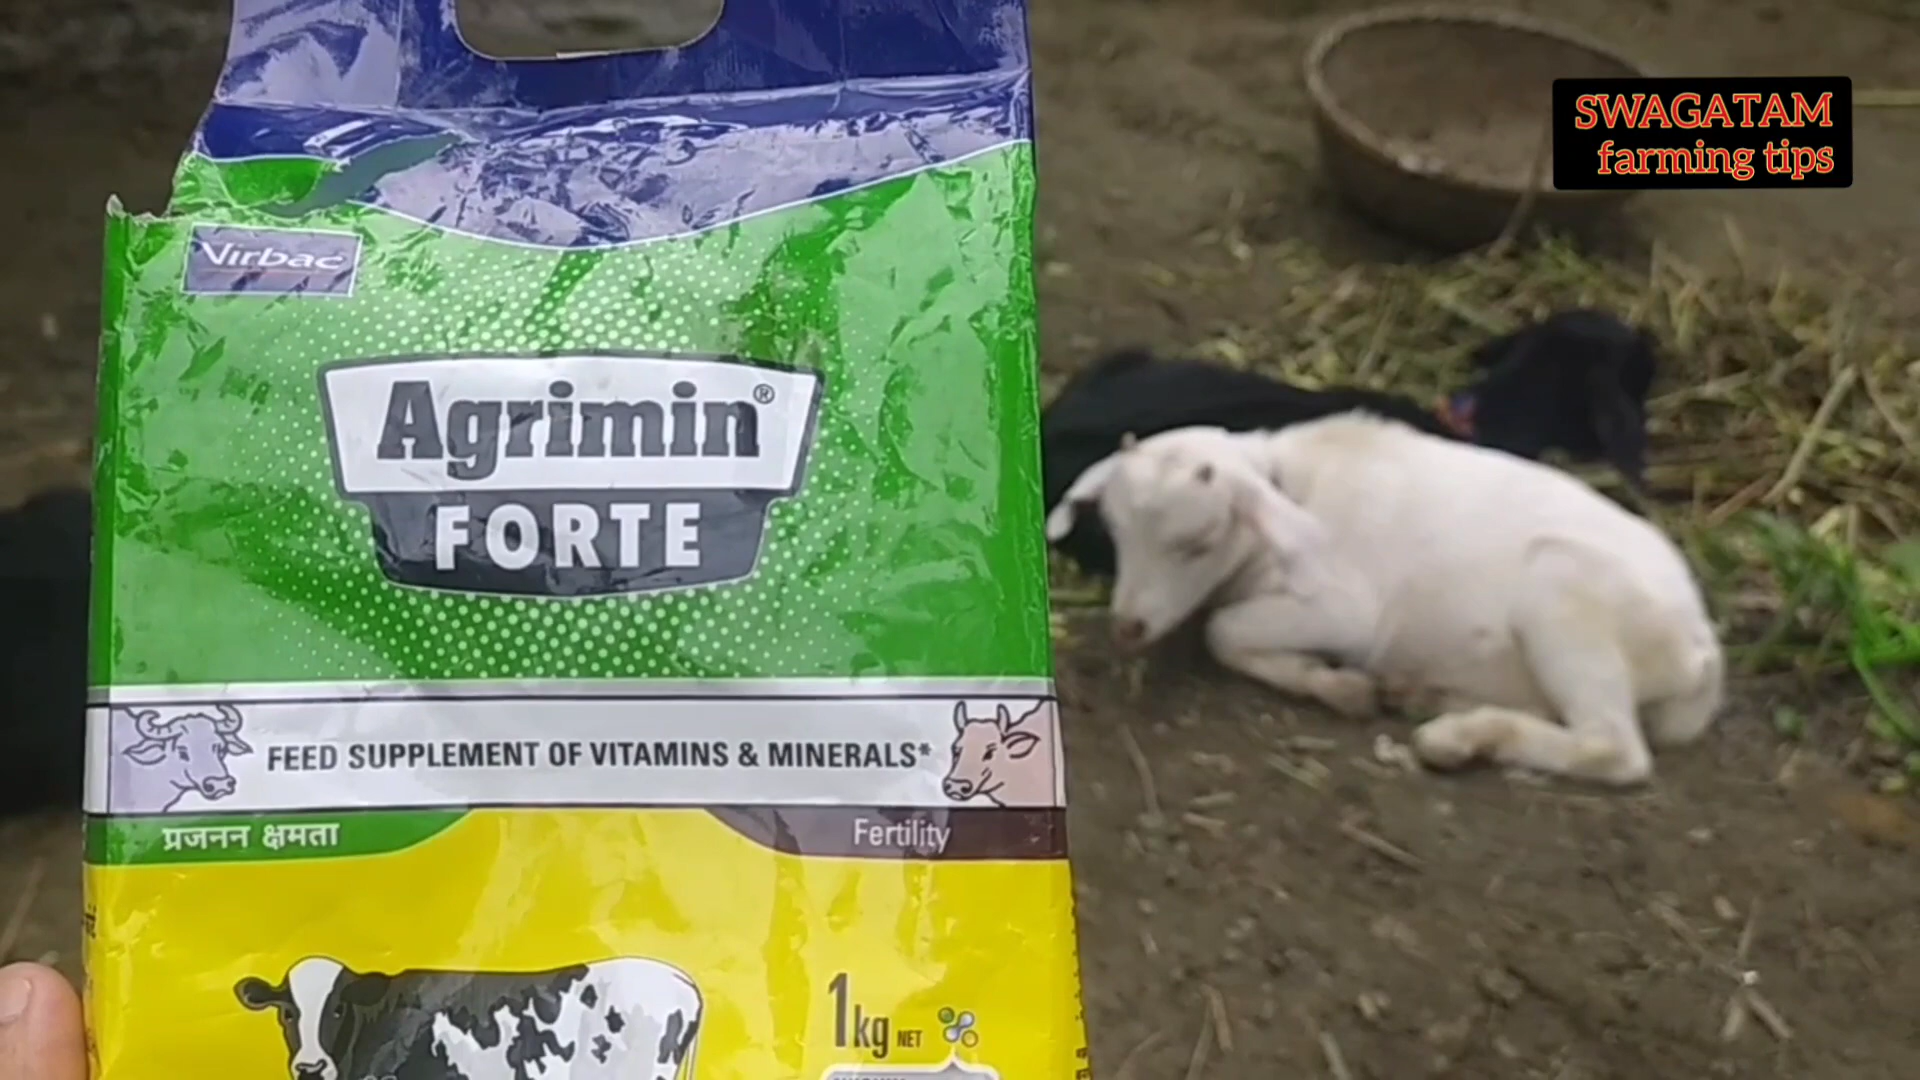 SWAGATAM
farming tips
Virbac
Agrimin®
FORTE
FEED SUPPLEMENT OF VITAMINS & MINERALS*
प्रजनन क्षमता
Fertility
1kg NET